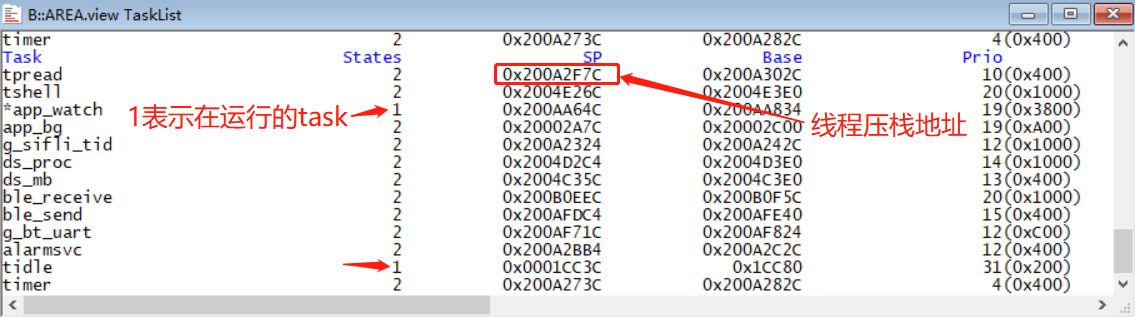 B::AREA.view TaskList
timer 2 0x200A273C 0x200A282C 4(0x400)
Task States SP Base Prio
tpread 2 0x200A2F7C 0x200A302C 10(0x400)
tshell 2 0x2004E26C 0x2004E3E0 20(0x1000)
*app_watch 1 0x200AA64C 0x200AA834 19(0x3800)
1表示在运行的task
线程压栈地址
app_bg 2 0x20002A7C 0x20002C00 19(0xA00)
g_sifli_tid 2 0x200A2324 0x200A242C 12(0x1000)
ds_proc 2 0x2004D2C4 0x2004D3E0 14(0x1000)
ds_mb 2 0x2004C35C 0x2004C3E0 13(0x400)
ble_receive 2 0x200B0EEC 0x200B0F5C 20(0x1000)
ble_send 2 0x200AFDC4 0x200AFE40 15(0x400)
g_bt_uart 2 0x200AF71C 0x200AF824 12(0xC00)
alarmsvc 2 0x200A2BB4 0x200A2C2C 12(0x400)
tidle 1 0x0001CC3C 0x1CC80 31(0x200)
timer 2 0x200A273C 0x200A282C 4(0x400)